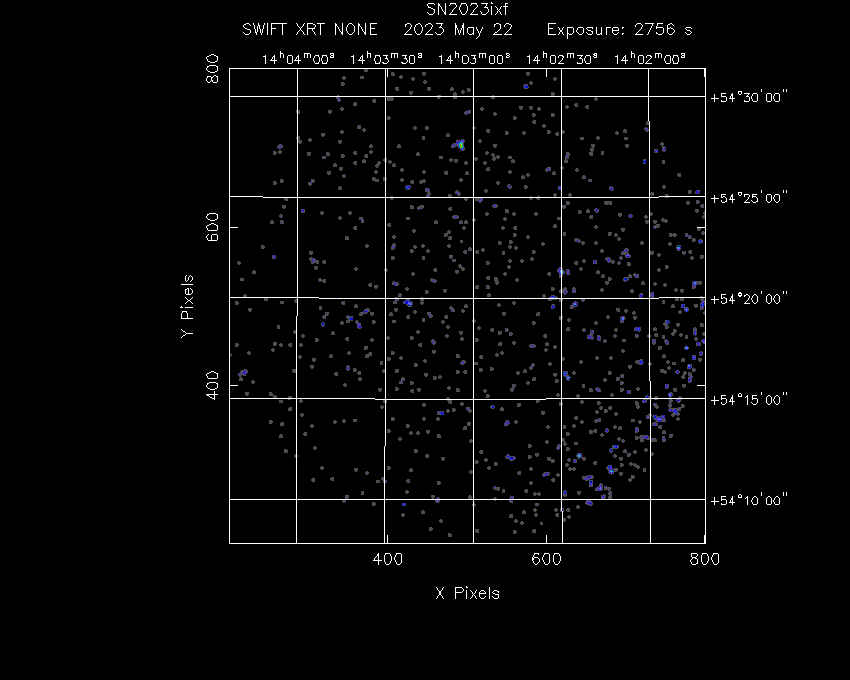 SN2023ixf
SWIFT XRT NONE 2023 May 22 Exposure: 2756 s
14ʰ04ᵐ00ˢ 14ʰ03ᵐ30ˢ 14ʰ03ᵐ00ˢ 14ʰ02ᵐ30ˢ 14ʰ02ᵐ00ˢ
800
+54°30'00"
+54°25'00"
600
Y Pixels
+54°20'00"
400
+54°15'00"
+54°10'00"
400 600 800
X Pixels